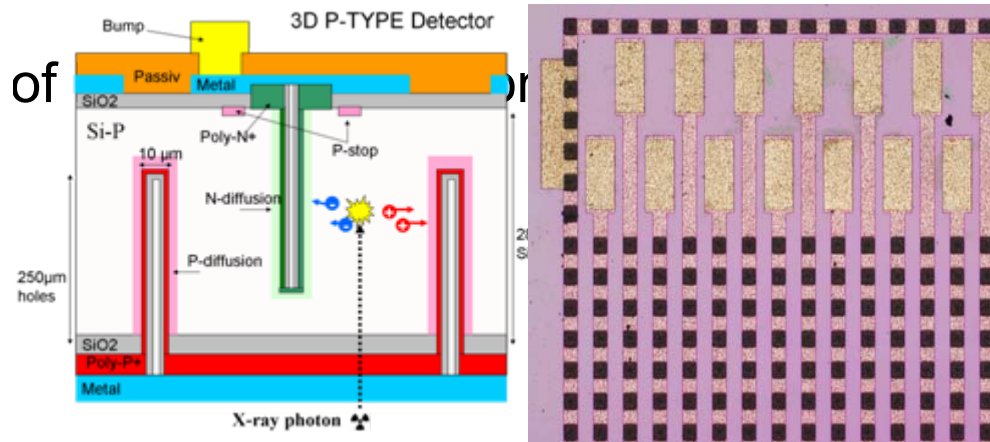 3D P-TYPE Detector
Bump
of
Passiv
Metal
SiO2
Si-P
Poly-N+
P-stop
10 µm
N-diffusion
P-diffusion
250µm
holes
SiO2
Poly-P+
Metal
X-ray photon